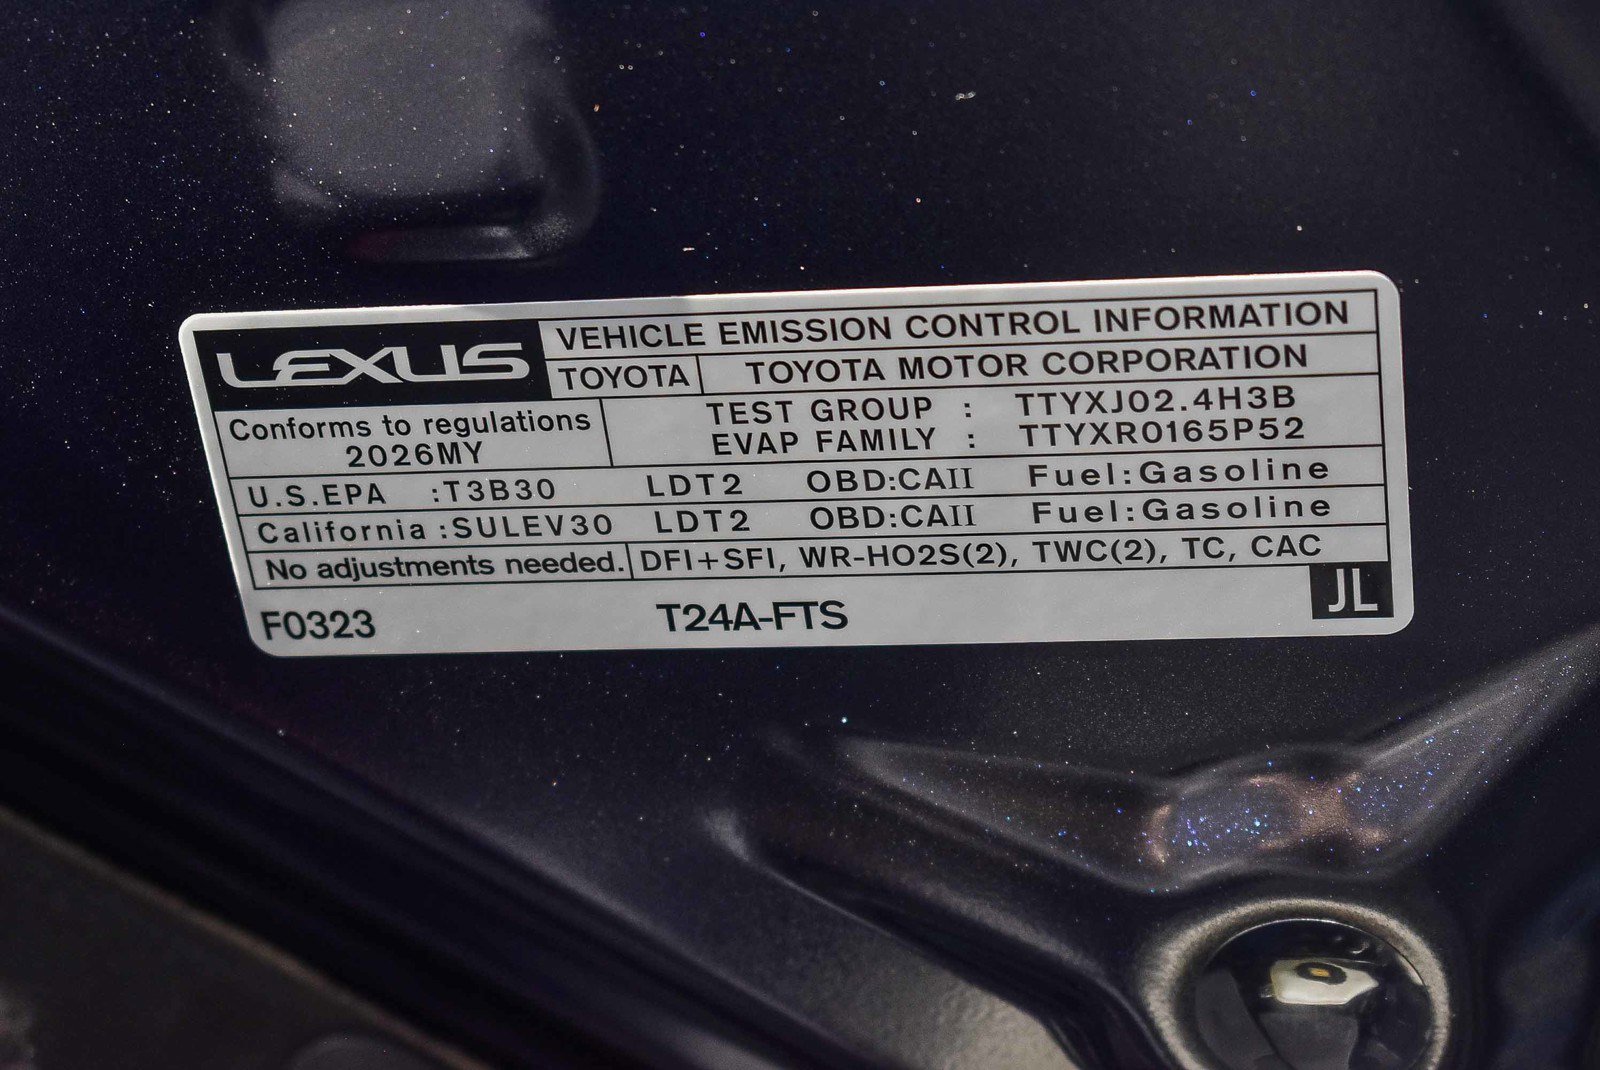 LEXUS
VEHICLE EMISSION CONTROL INFORMATION
TOYOTA TOYOTA MOTOR CORPORATION
Conforms to regulations
2026MY
TEST GROUP : TTYXJ02.4H3B
EVAP FAMILY : TTYXR0165P52
U.S.EPA :T3B30 LDT2 OBD:CAII Fuel:Gasoline
California :SULEV30 LDT2 OBD:CAII Fuel:Gasoline
No adjustments needed. DFI+SFI, WR-HO2S(2), TWC(2), TC, CAC
F0323 T24A-FTS JL